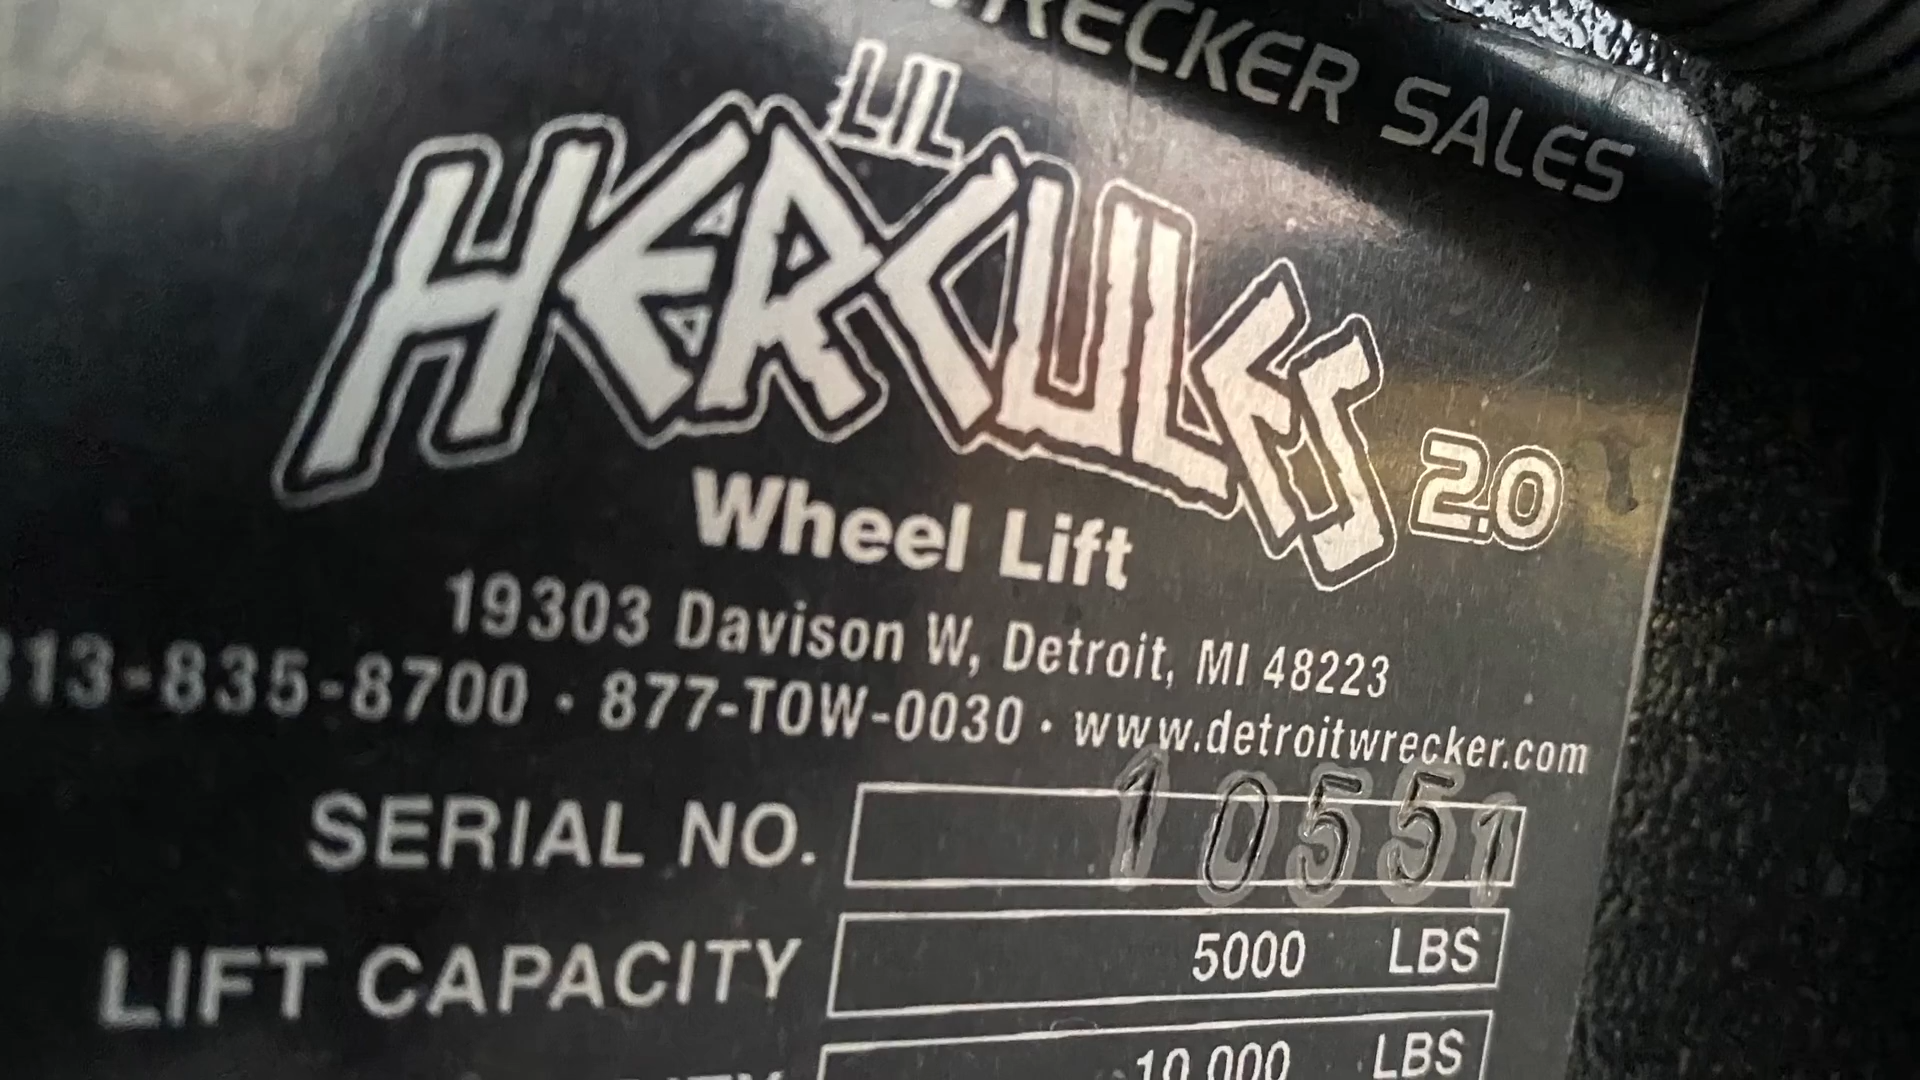 WRECKER SALES
LIL
HERCULES 2.0
Wheel Lift
19303 Davison W, Detroit, MI 48223
313-835-8700 · 877-TOW-0030 · www.detroitwrecker.com
SERIAL NO. 10551
LIFT CAPACITY 5000 LBS
10,000 LBS